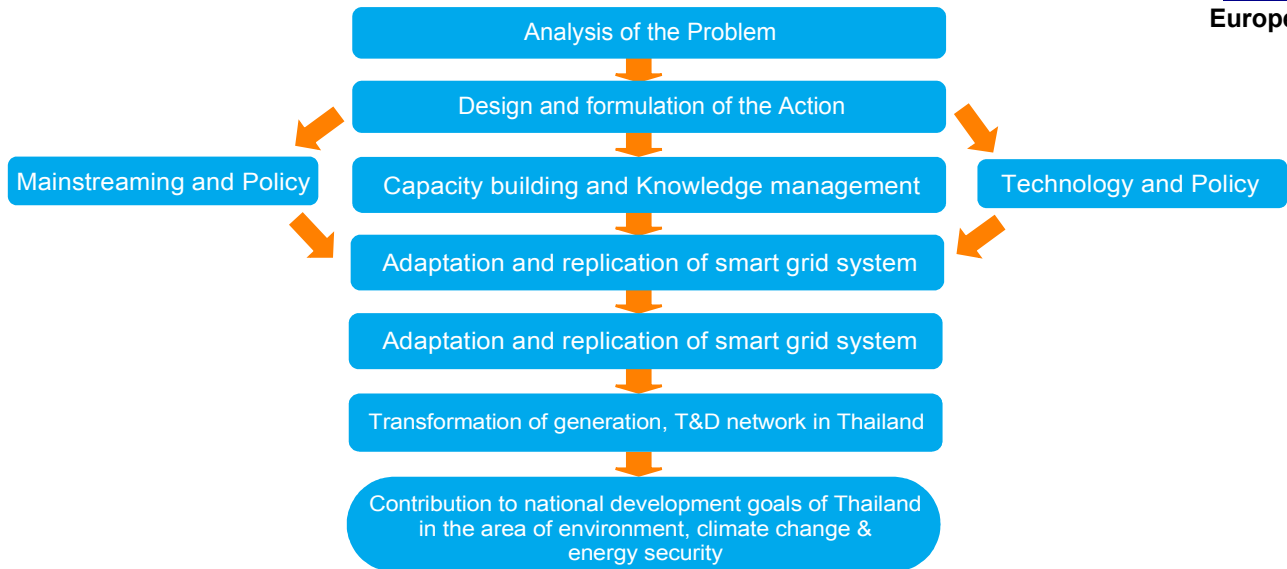 Europe
Analysis of the Problem
Design and formulation of the Action
Mainstreaming and Policy
Capacity building and Knowledge management
Technology and Policy
Adaptation and replication of smart grid system
Adaptation and replication of smart grid system
Transformation of generation, T&D network in Thailand
Contribution to national development goals of Thailand
in the area of environment, climate change &
energy security